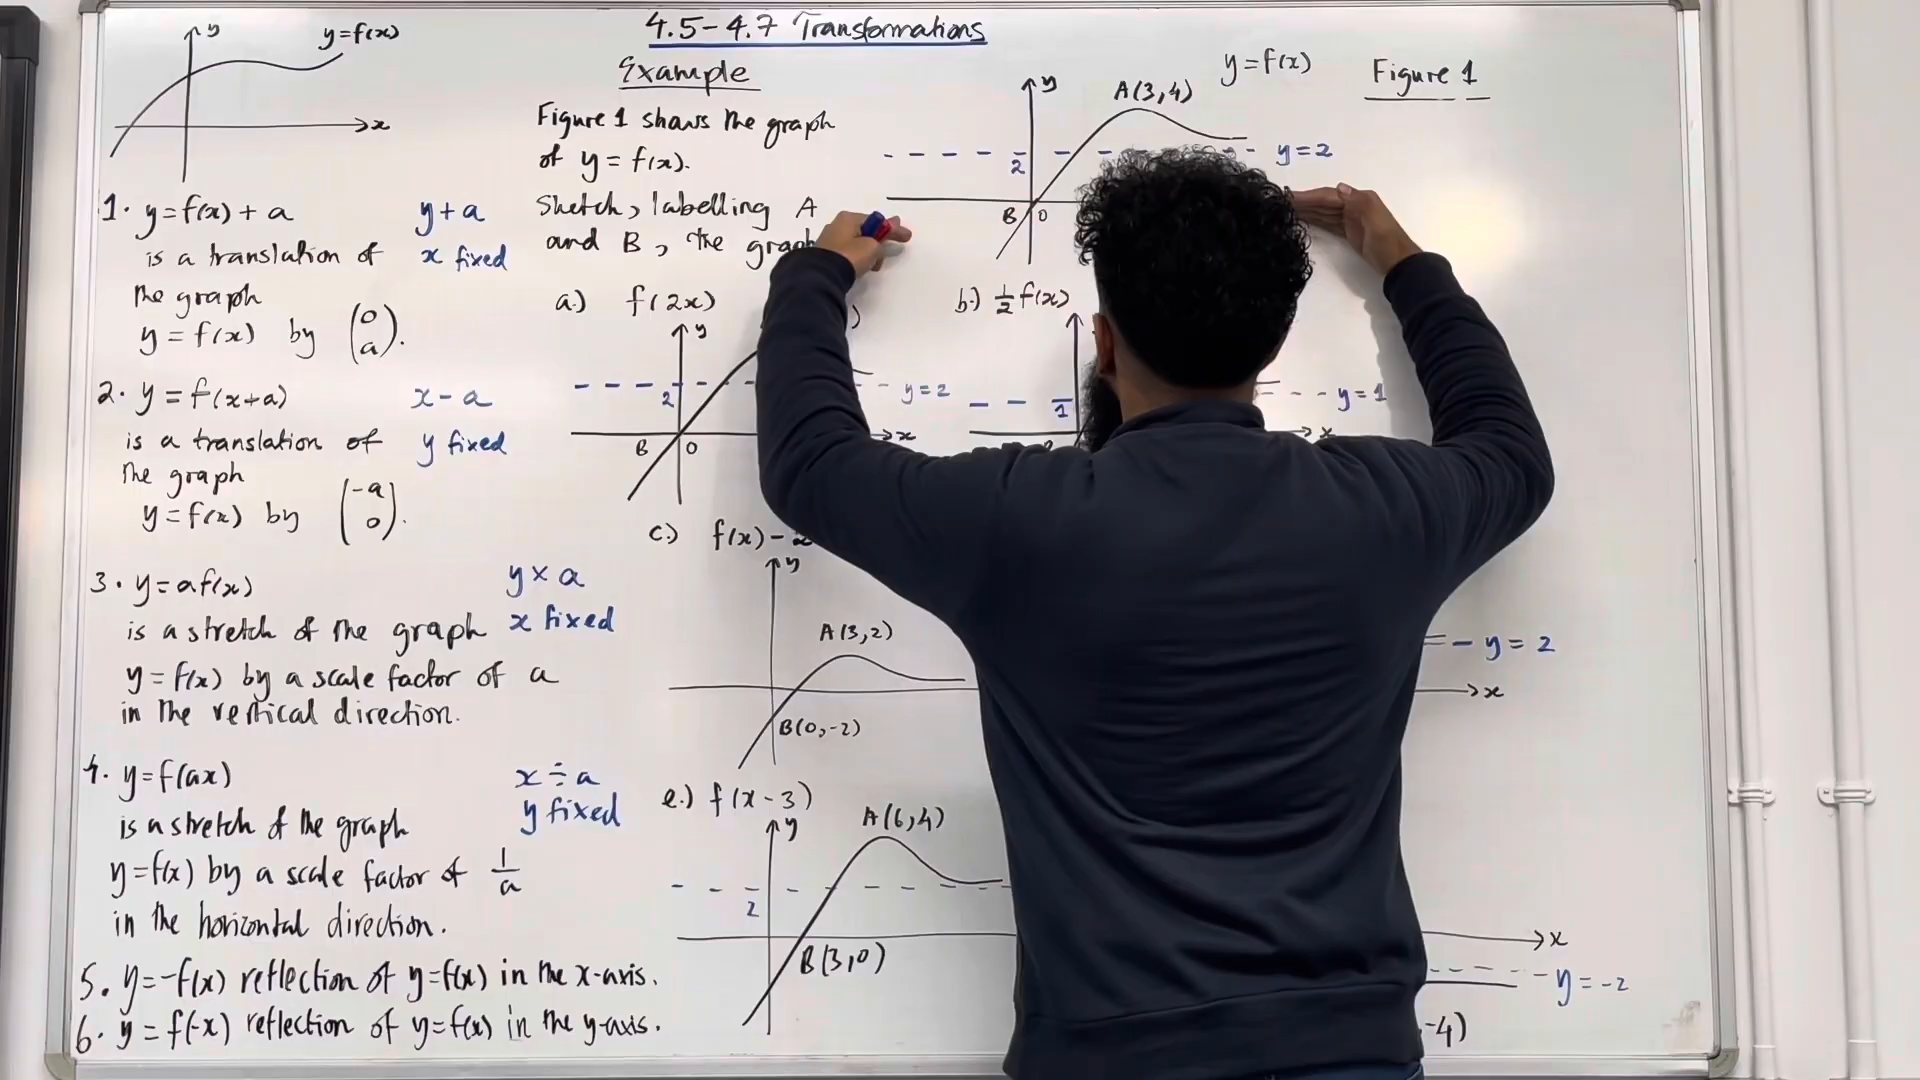 4.5-4.7 Transformations
y
y=f(x)
x
1. y=f(x)+a
y+a
is a translation of
x fixed
the graph
y=f(x) by (0 a).
2. y=f(x+a)
x-a
is a translation of
y fixed
the graph
y=f(x) by (-a 0).
3. y=af(x)
y×a
is a stretch of the graph
x fixed
y=f(x) by a scale factor of a
in the vertical direction.
4. y=f(ax)
x÷a
is a stretch of the graph
y fixed
y=f(x) by a scale factor of 1/a
in the horizontal direction.
5. y=-f(x) reflection of y=f(x) in the x-axis.
6. y=f(-x) reflection of y=f(x) in the y-axis.
Example
Figure 1 shows the graph
of y=f(x).
Sketch, labelling A
and B, the graph
y
A(3,4)
y=f(x)
Figure 1
2
y=2
B
0
a.) f(2x)
)
y
2
y=2
B
0
x
b.) 1/2 f(x)
1
y=1
x
c.) f(x)-
y
A(3,2)
B(0,-2)
y=2
x
e.) f(x-3)
y
A(6,4)
2
B(3,0)
x
y=-2
-4)